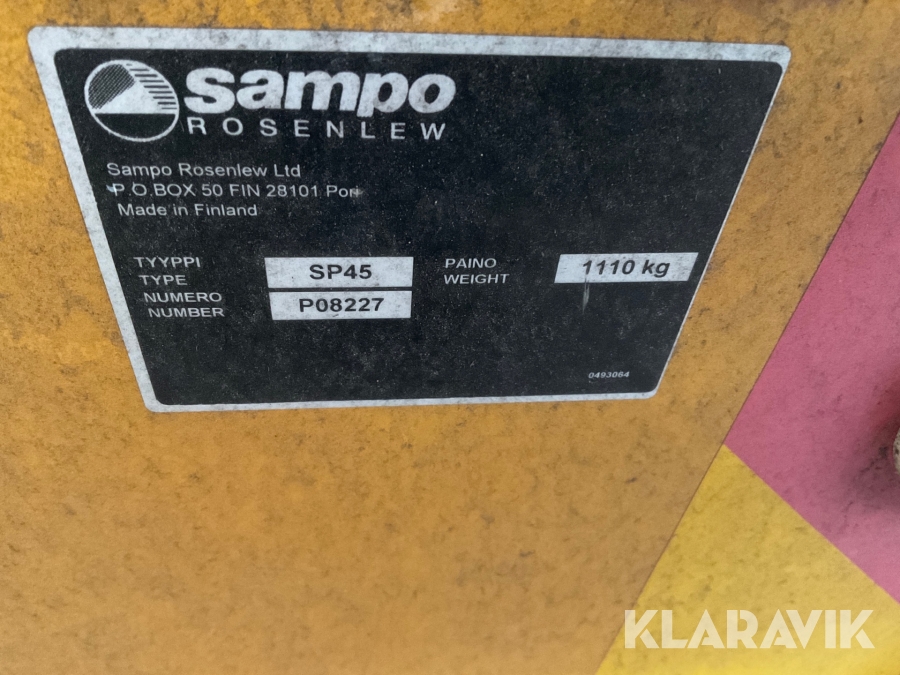 sampo
ROSENLEW
Sampo Rosenlew Ltd
P.O.BOX 50 FIN 28101 Pori
Made in Finland
TYYPPI
TYPE
SP45
NUMERO
NUMBER
P08227
PAINO
WEIGHT
1110 kg
0493064
KLARAVIK